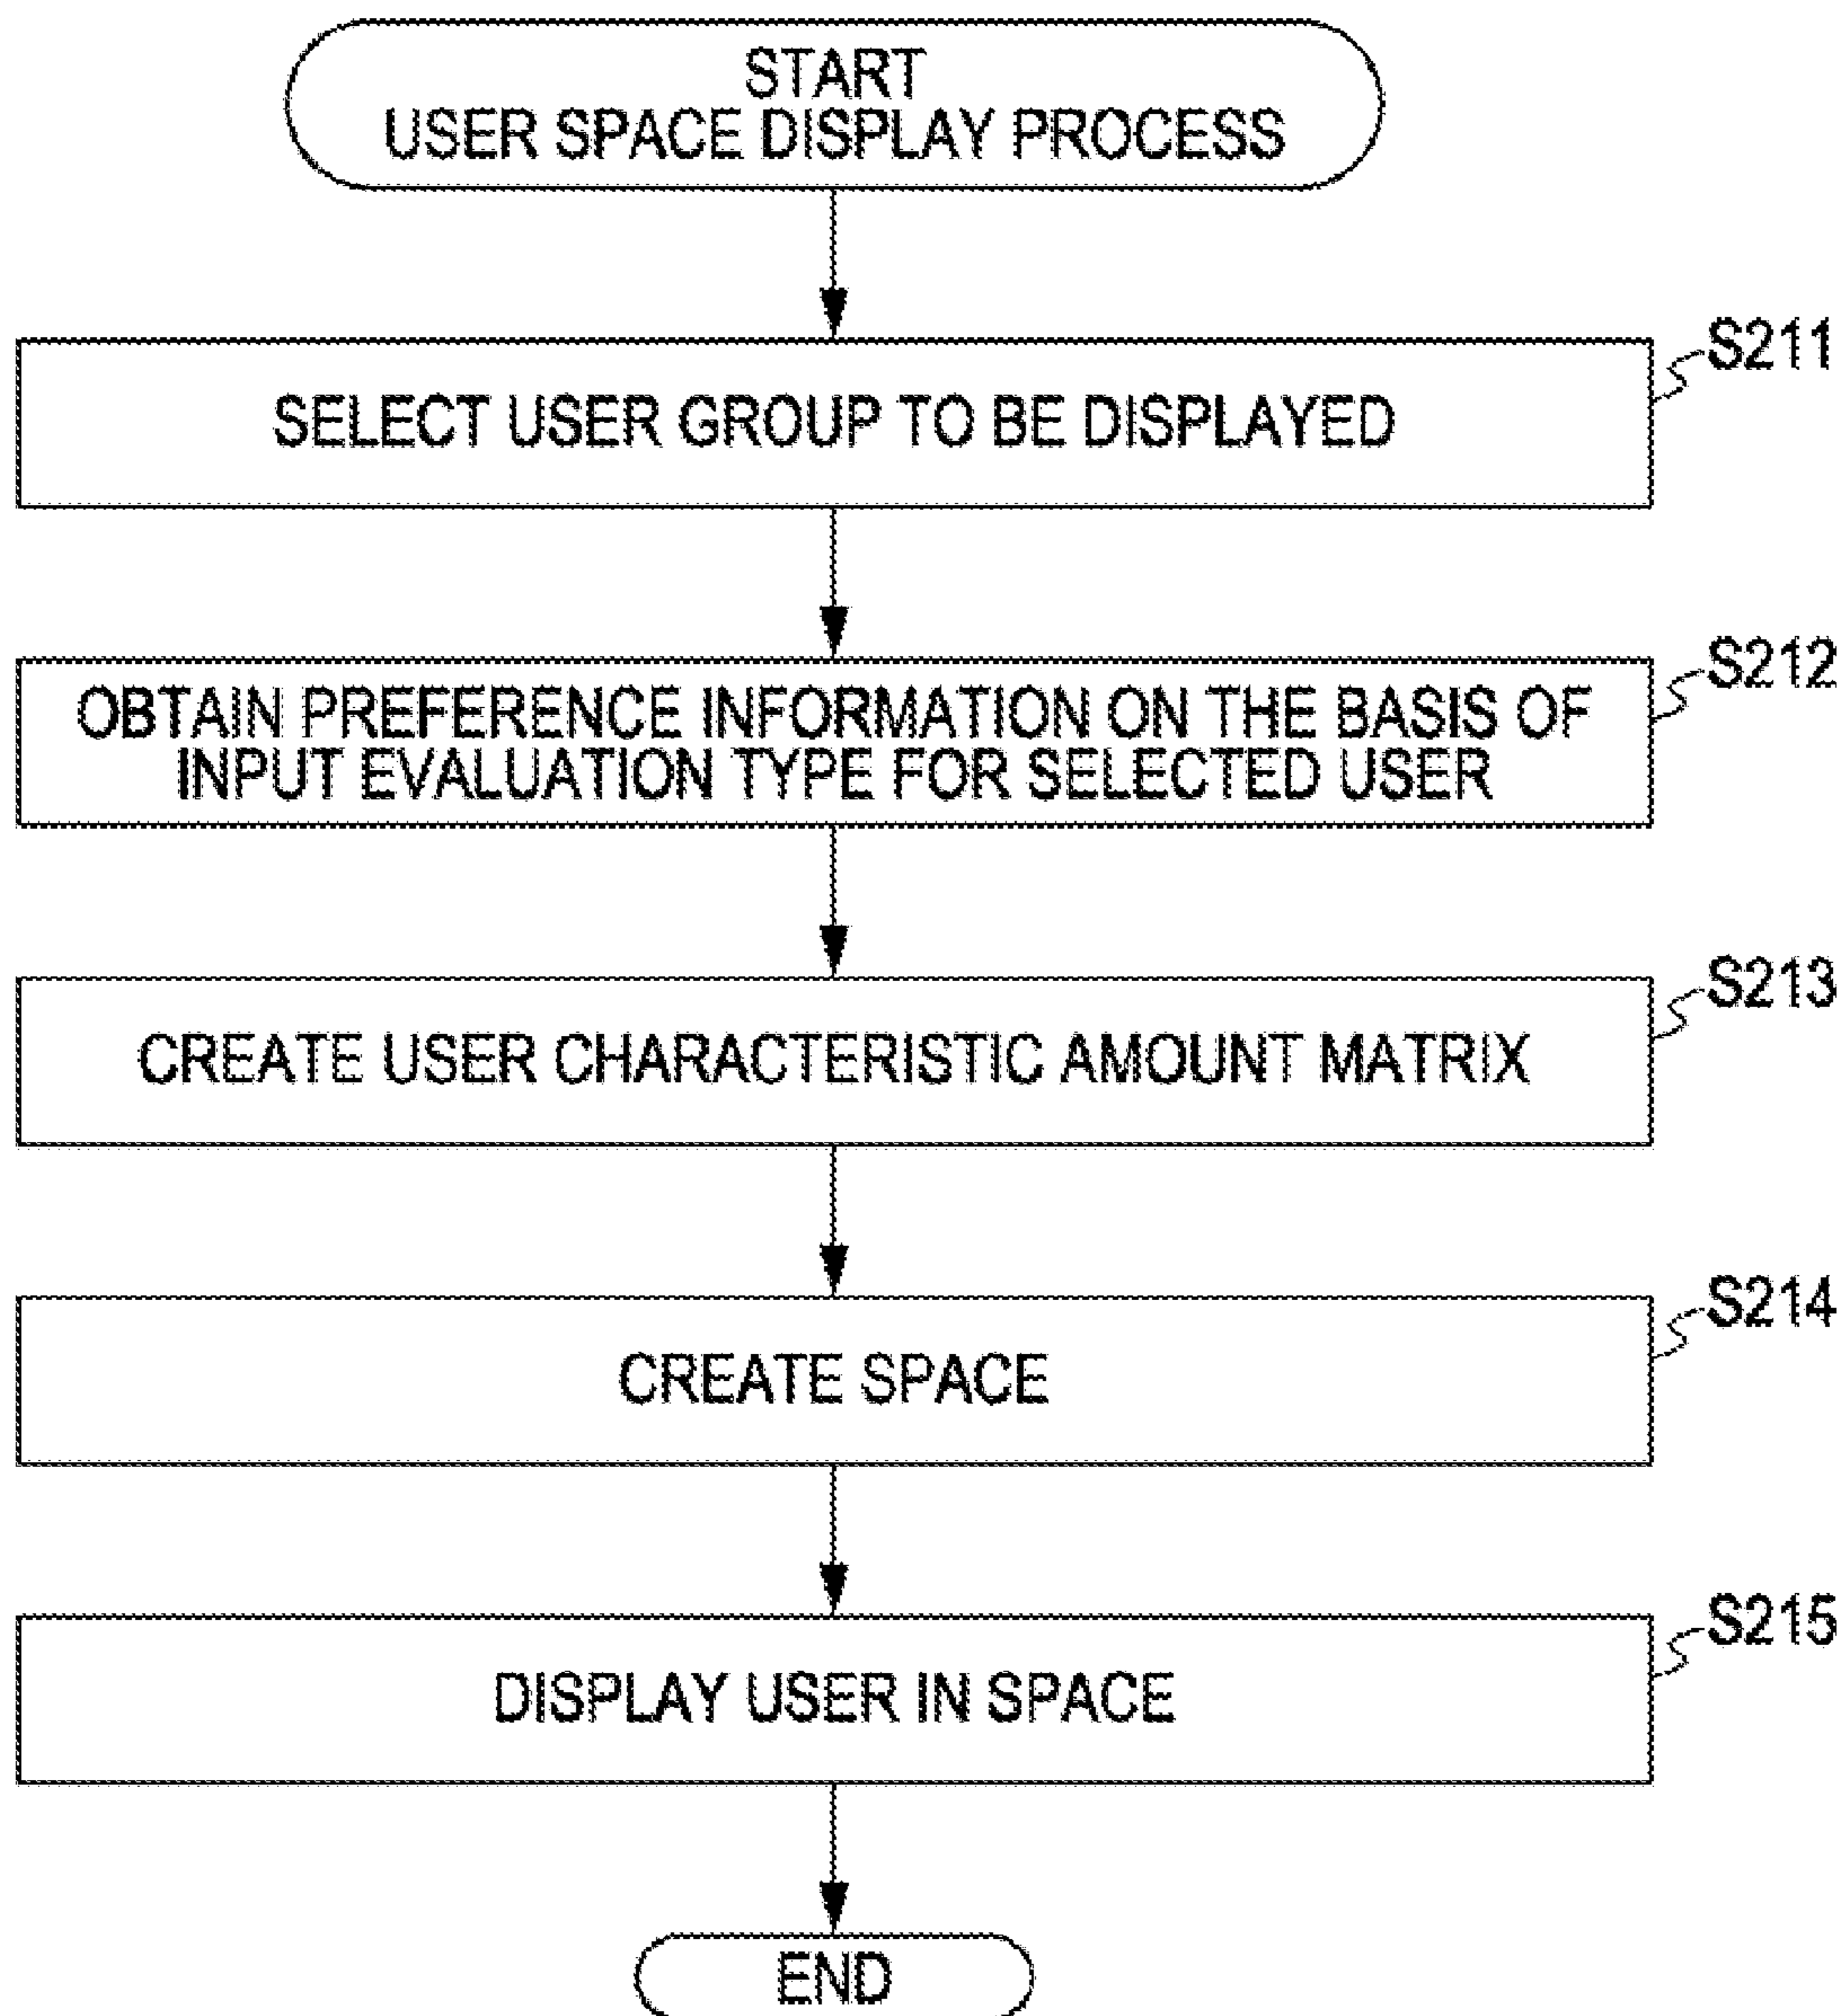 START
USER SPACE DISPLAY PROCESS
S211
SELECT USER GROUP TO BE DISPLAYED
S212
OBTAIN PREFERENCE INFORMATION ON THE BASIS OF
INPUT EVALUATION TYPE FOR SELECTED USER
S213
CREATE USER CHARACTERISTIC AMOUNT MATRIX
S214
CREATE SPACE
S215
DISPLAY USER IN SPACE
END